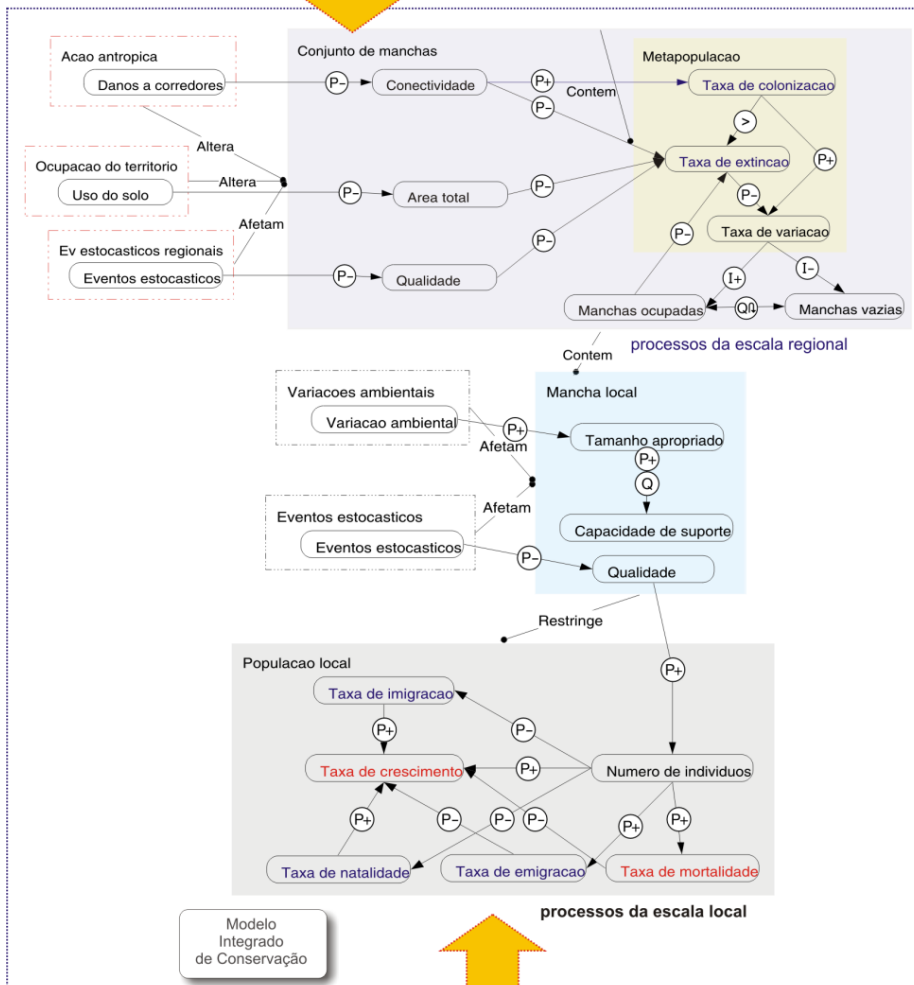 Conjunto de manchas
Acao antropica
Danos a corredores
P-
Conectividade
P+
P-
Contem
Metapopulacao
Taxa de colonizacao
>
P+
Altera
Ocupacao do territorio
Uso do solo
Altera
P-
Area total
P-
Taxa de extincao
P-
Afetam
Ev estocasticos regionais
Eventos estocasticos
P-
Qualidade
P-
P-
Taxa de variacao
I+
I-
Manchas ocupadas
Q
Manchas vazias
processos da escala regional
Contem
Variacoes ambientais
Variacao ambiental
P+
Afetam
Mancha local
Tamanho apropriado
P+
Q
Capacidade de suporte
Afetam
Eventos estocasticos
Eventos estocasticos
P-
Qualidade
Restringe
P+
Populacao local
Taxa de imigracao
P+
P-
Taxa de crescimento
P+
Numero de individuos
P+
P-
P-
P-
P+
P+
Taxa de natalidade
Taxa de emigracao
Taxa de mortalidade
processos da escala local
Modelo
Integrado
de Conservação